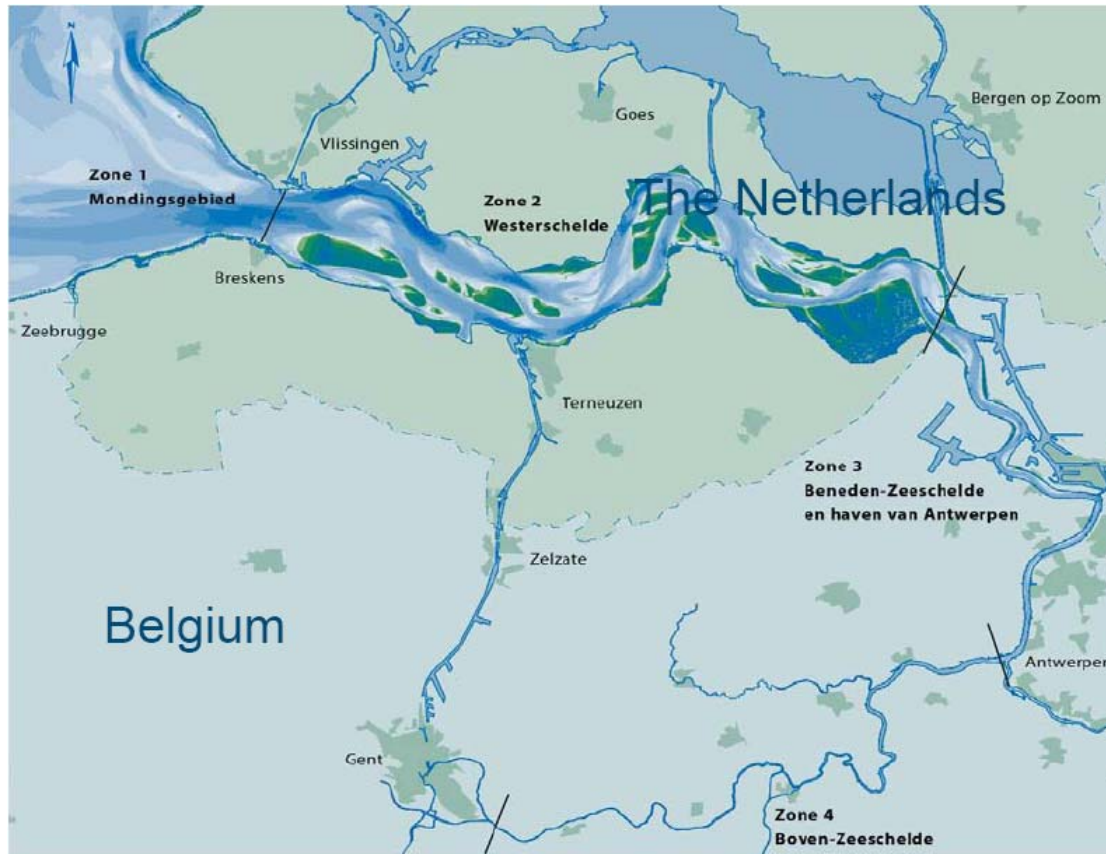 N
Bergen op Zoom
Goes
Vlissingen
Zone 1
Mondingsgebied
Zone 2
Westerschelde
The Netherlands
Breskens
Zeebrugge
Terneuzen
Zone 3
Beneden-Zeeschelde
en haven van Antwerpen
Zelzate
Belgium
Antwerpen
Gent
Zone 4
Boven-Zeeschelde